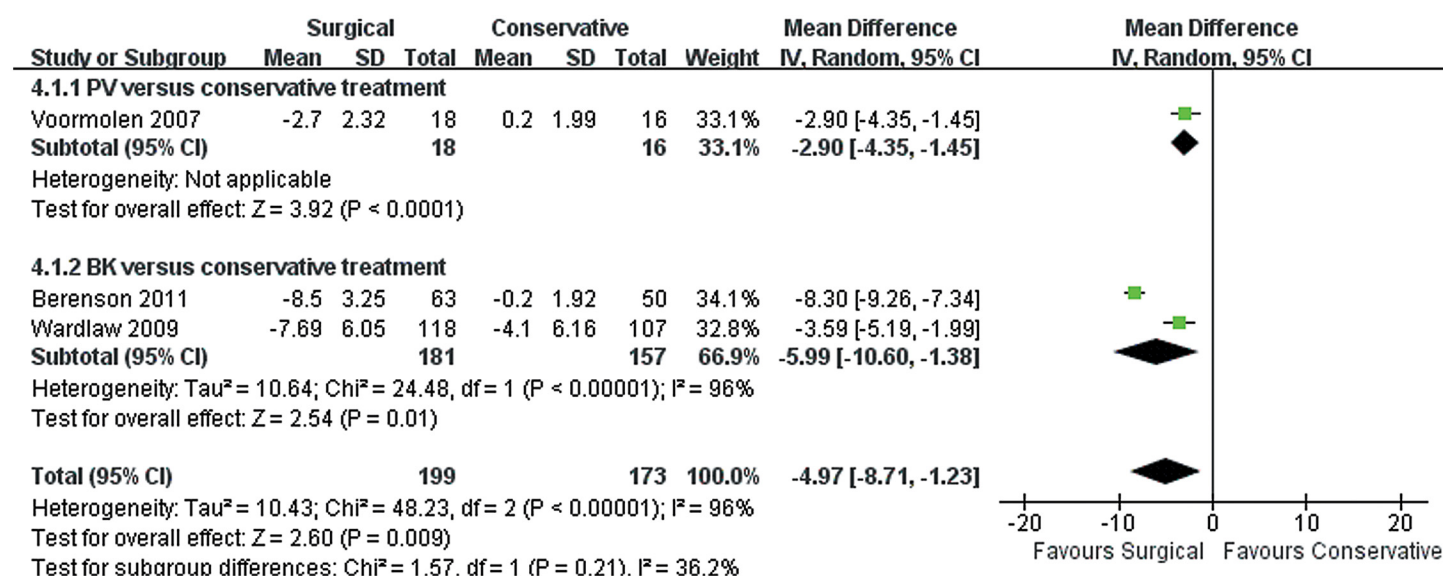 Surgical Conservative Mean Difference Mean Difference
Study or Subgroup Mean SD Total Mean SD Total Weight IV, Random, 95% CI IV, Random, 95% CI
4.1.1 PV versus conservative treatment
Voormolen 2007 -2.7 2.32 18 0.2 1.99 16 33.1% -2.90 [-4.35, -1.45]
Subtotal (95% CI) 18 16 33.1% -2.90 [-4.35, -1.45]
Heterogeneity: Not applicable
Test for overall effect: Z = 3.92 (P < 0.0001)
4.1.2 BK versus conservative treatment
Berenson 2011 -8.5 3.25 63 -0.2 1.92 50 34.1% -8.30 [-9.26, -7.34]
Wardlaw 2009 -7.69 6.05 118 -4.1 6.16 107 32.8% -3.59 [-5.19, -1.99]
Subtotal (95% CI) 181 157 66.9% -5.99 [-10.60, -1.38]
Heterogeneity: Tau² = 10.64; Chi² = 24.48, df = 1 (P < 0.00001); I² = 96%
Test for overall effect: Z = 2.54 (P = 0.01)
Total (95% CI) 199 173 100.0% -4.97 [-8.71, -1.23]
Heterogeneity: Tau² = 10.43; Chi² = 48.23, df = 2 (P < 0.00001); I² = 96%
Test for overall effect: Z = 2.60 (P = 0.009)
Test for subgroup differences: Chi² = 1.57, df = 1 (P = 0.21), I² = 36.2%
-20 -10 0 10 20
Favours Surgical Favours Conservative